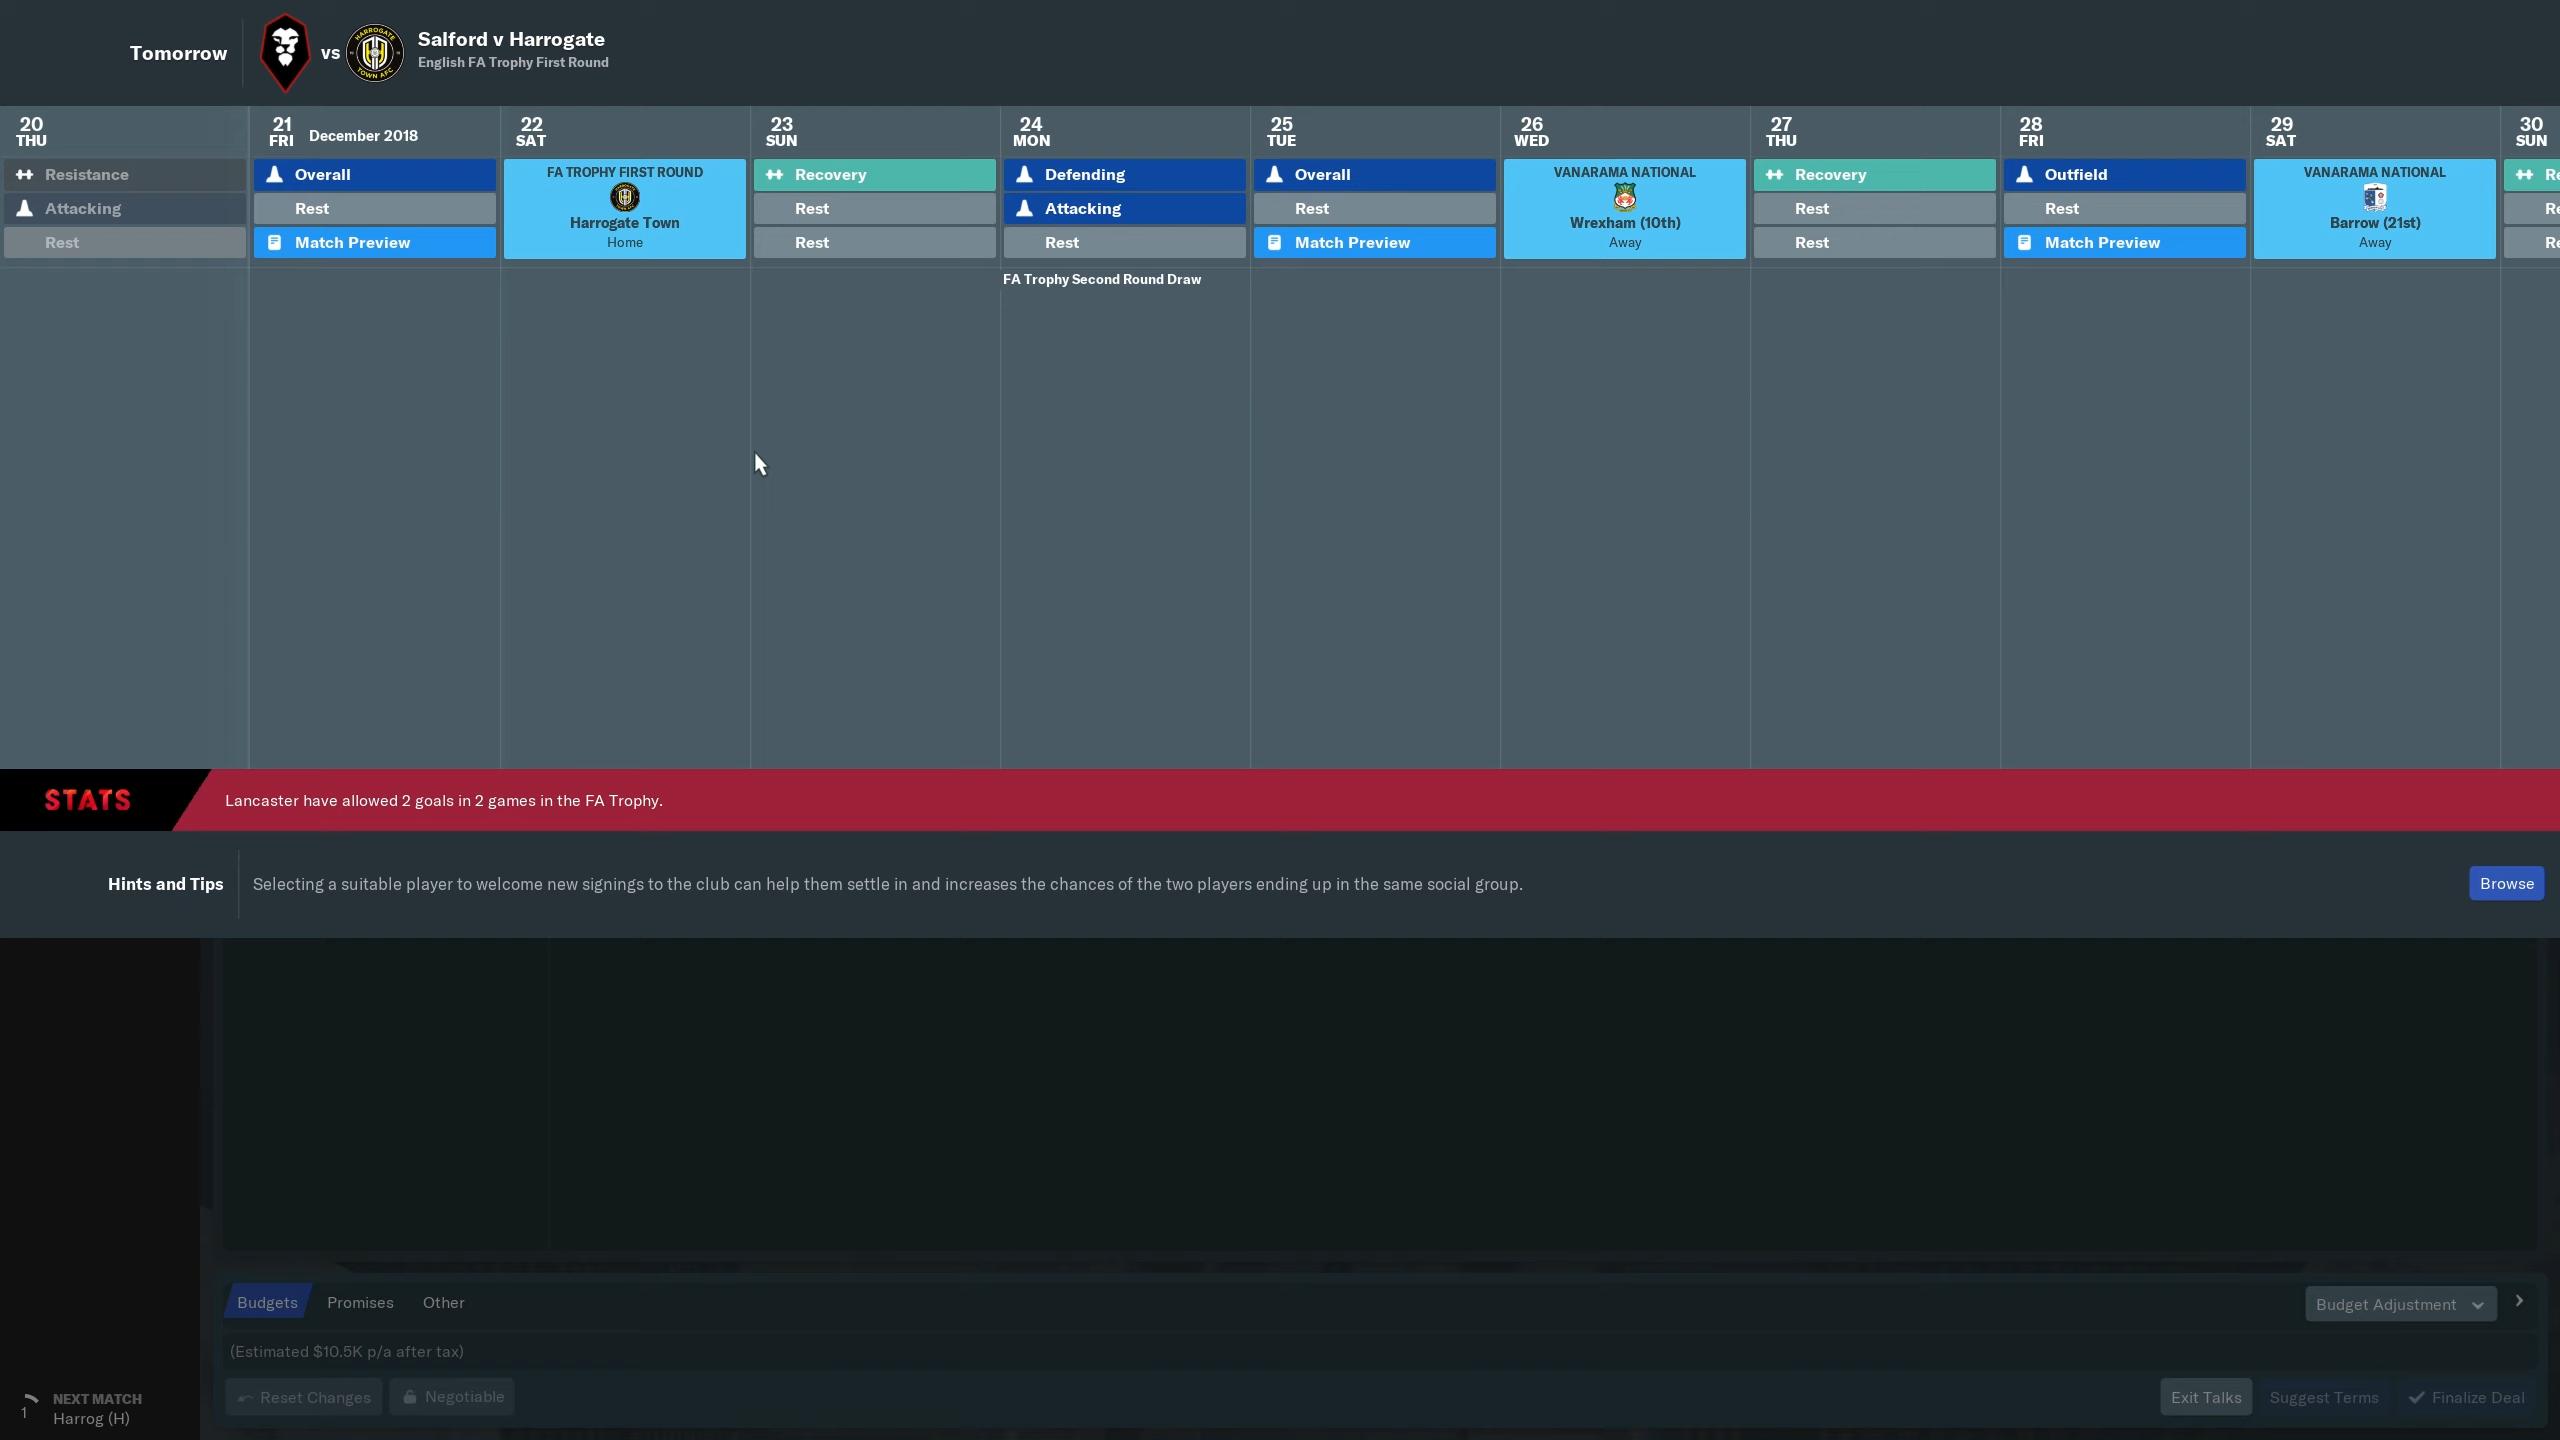 Tomorrow
vs
Salford v Harrogate
English FA Trophy First Round
20
THU
21
FRI
December 2018
22
SAT
23
SUN
24
MON
25
TUE
26
WED
27
THU
28
FRI
29
SAT
30
SUN
Resistance
Attacking
Rest
Overall
Rest
Match Preview
FA TROPHY FIRST ROUND
Harrogate Town
Home
Recovery
Rest
Rest
Defending
Attacking
Rest
FA Trophy Second Round Draw
Overall
Rest
Match Preview
VANARAMA NATIONAL
Wrexham (10th)
Away
Recovery
Rest
Rest
Outfield
Rest
Match Preview
VANARAMA NATIONAL
Barrow (21st)
Away
Re
Re
Re
STATS
Lancaster have allowed 2 goals in 2 games in the FA Trophy.
Hints and Tips
Selecting a suitable player to welcome new signings to the club can help them settle in and increases the chances of the two players ending up in the same social group.
Browse
Budgets
Promises
Other
Budget Adjustment
(Estimated $10.5K p/a after tax)
Reset Changes
Negotiable
Exit Talks
Suggest Terms
Finalize Deal
1
NEXT MATCH
Harrog (H)